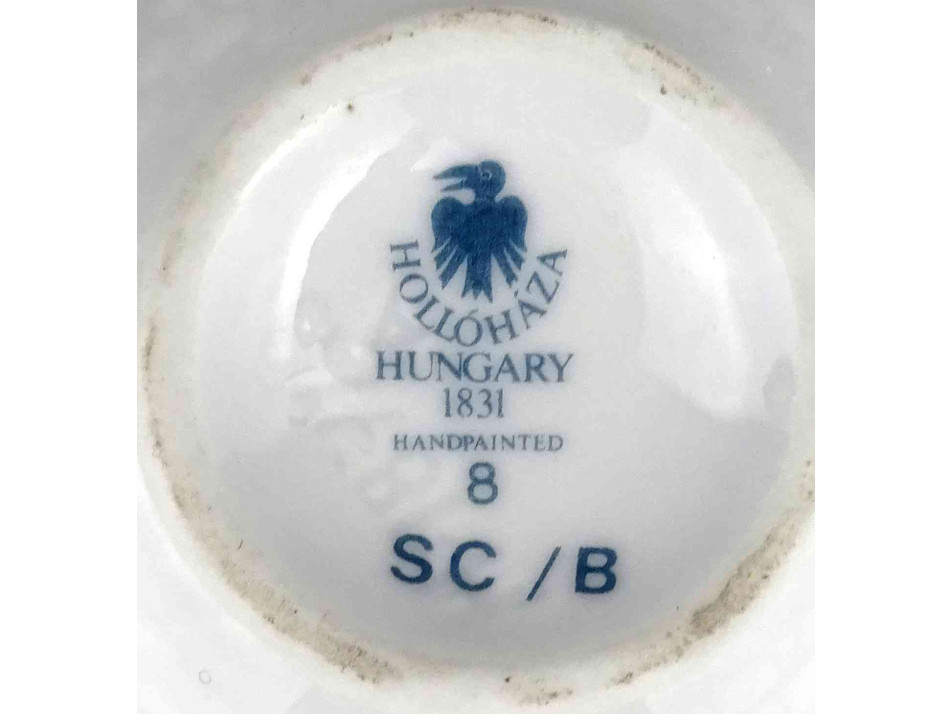 HOLLÓHÁZA
HUNGARY
1831
HANDPAINTED
8
SC / B